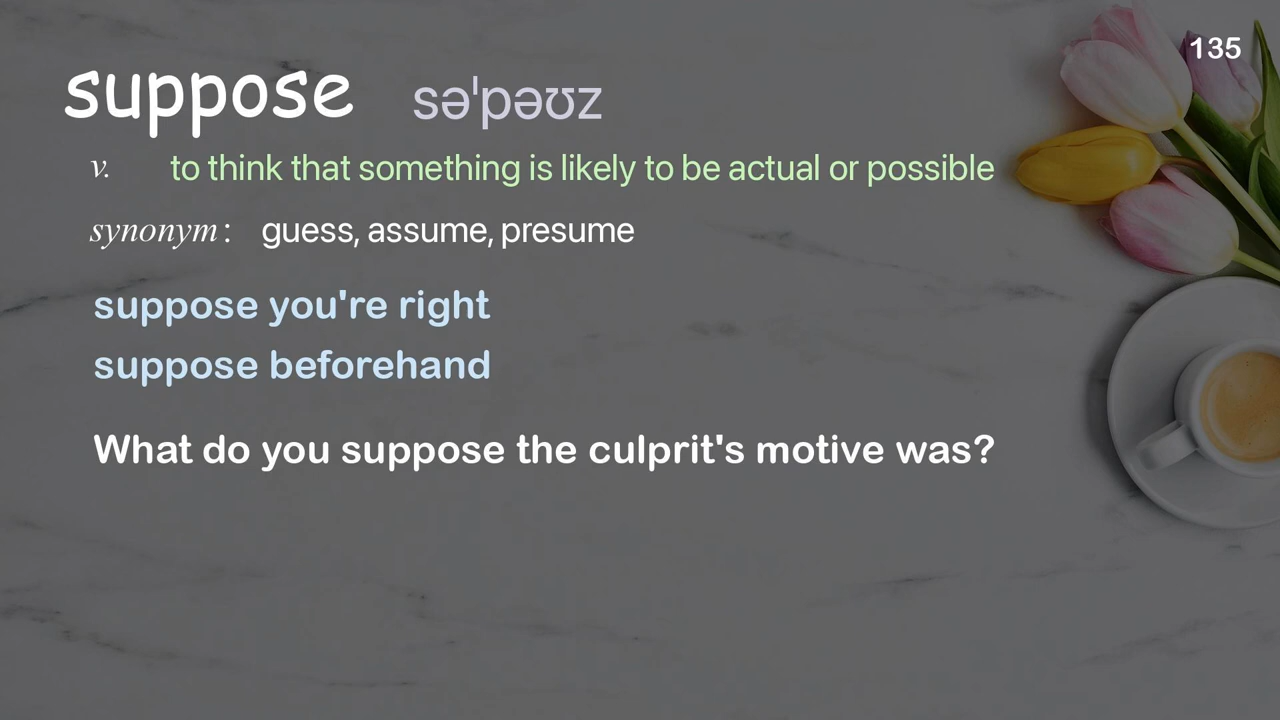 135
suppose səˈpəʊz
v. to think that something is likely to be actual or possible
synonym: guess, assume, presume
suppose you're right
suppose beforehand
What do you suppose the culprit's motive was?